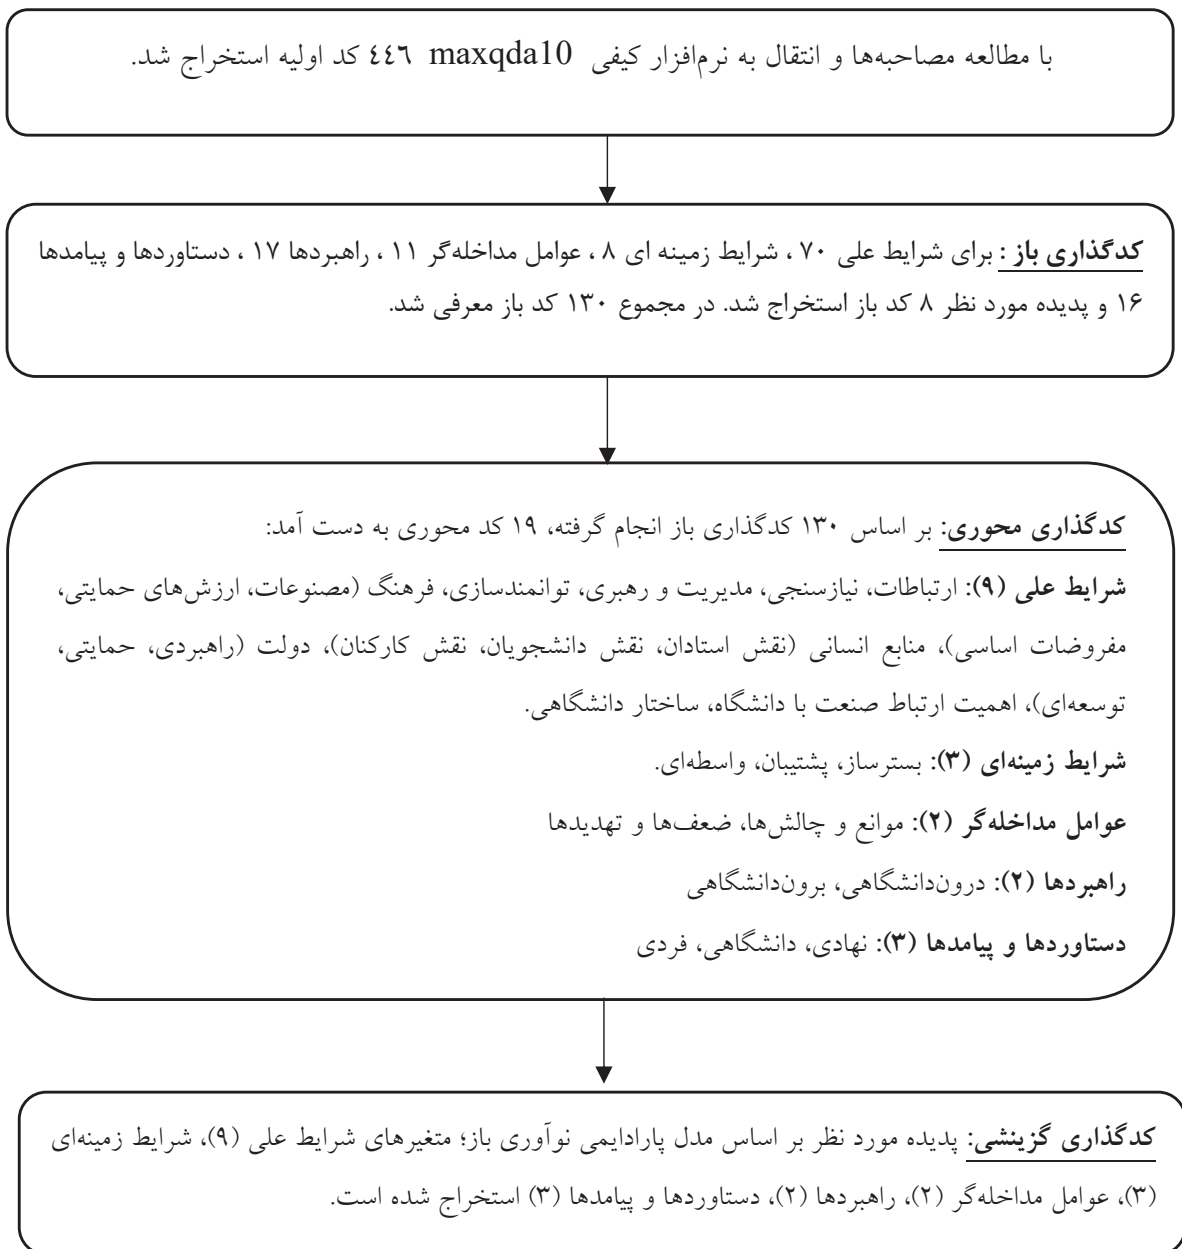 با مطالعه مصاحبه‌ها و انتقال به نرم‌افزار کیفی maxqda10 ٤٤٦ کد اولیه استخراج شد.
کدگذاری باز : برای شرایط علی ۷۰ ، شرایط زمینه ای ۸ ، عوامل مداخله‌گر ۱۱ ، راهبردها ۱۷ ، دستاوردها و پیامدها
۱۶ و پدیده مورد نظر ۸ کد باز استخراج شد. در مجموع ۱۳۰ کد باز معرفی شد.
کدگذاری محوری: بر اساس ۱۳۰ کدگذاری باز انجام گرفته، ۱۹ کد محوری به دست آمد:
شرایط علی (۹): ارتباطات، نیازسنجی، مدیریت و رهبری، توانمندسازی، فرهنگ (مصنوعات، ارزش‌های حمایتی،
مفروضات اساسی)، منابع انسانی (نقش استادان، نقش دانشجویان، نقش کارکنان)، دولت (راهبردی، حمایتی،
توسعه‌ای)، اهمیت ارتباط صنعت با دانشگاه، ساختار دانشگاهی.
شرایط زمینه‌ای (۳): بسترساز، پشتیبان، واسطه‌ای.
عوامل مداخله‌گر (۲): موانع و چالش‌ها، ضعف‌ها و تهدیدها
راهبردها (۲): درون‌دانشگاهی، برون‌دانشگاهی
دستاوردها و پیامدها (۳): نهادی، دانشگاهی، فردی
کدگذاری گزینشی: پدیده مورد نظر بر اساس مدل پارادایمی نوآوری باز؛ متغیرهای شرایط علی (۹)، شرایط زمینه‌ای
(۳)، عوامل مداخله‌گر (۲)، راهبردها (۲)، دستاوردها و پیامدها (۳) استخراج شده است.